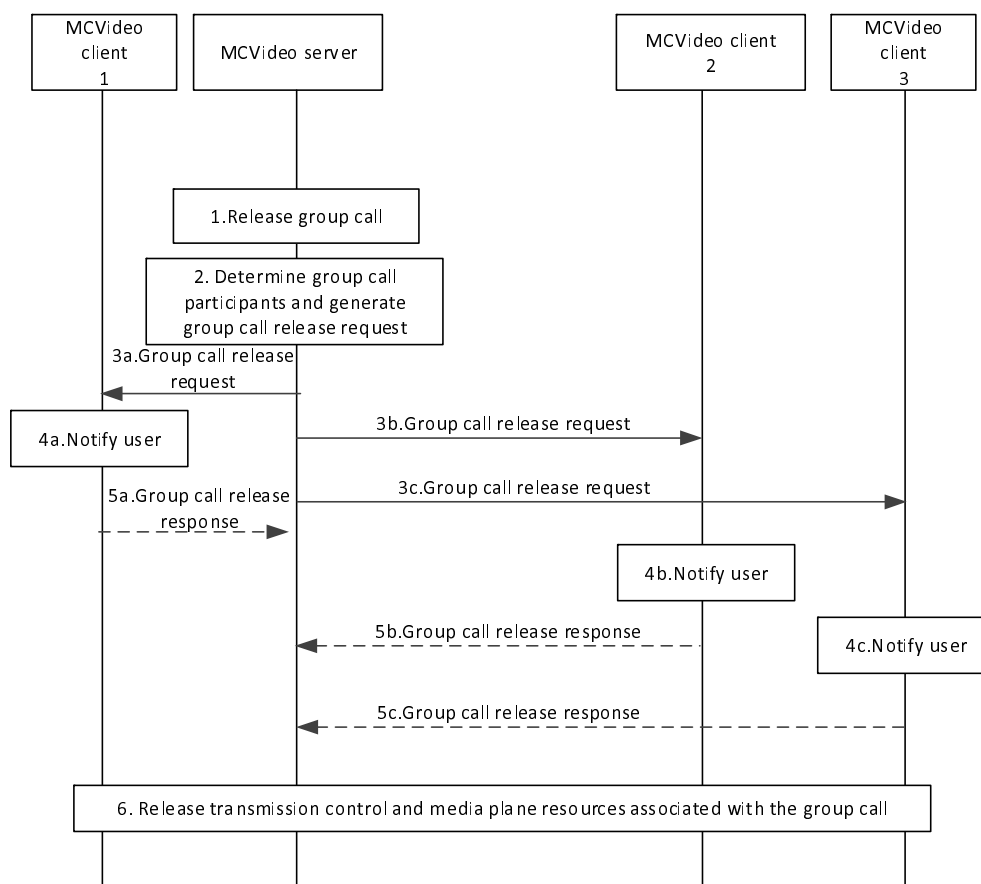 MCVideo
client
1
MCVideo server
MCVideo client
2
MCVideo
client
3
1.Release group call
2. Determine group call
participants and generate
group call release request
3a.Group call release
request
4a.Notify user
3b.Group call release request
5a.Group call release
response
3c.Group call release request
4b.Notify user
5b.Group call release response
4c.Notify user
5c.Group call release response
6. Release transmission control and media plane resources associated with the group call